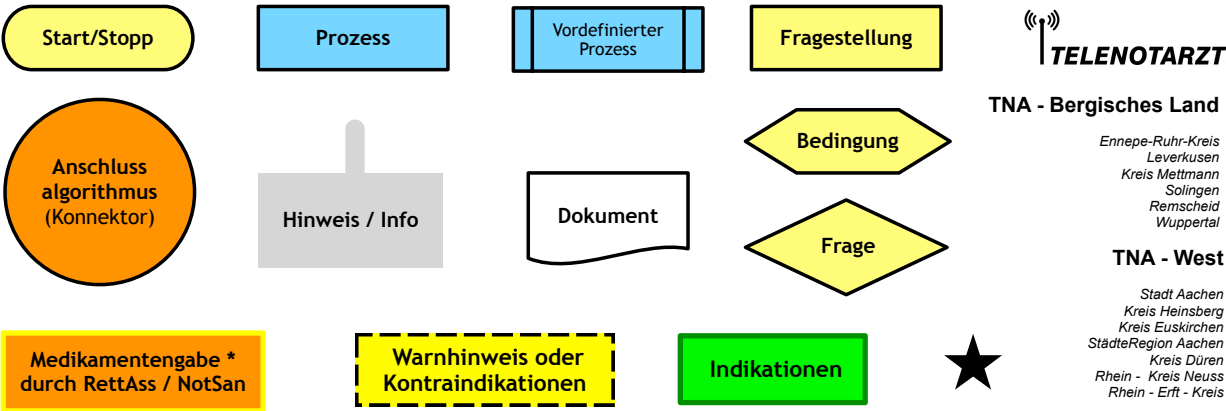 Start/Stopp
Prozess
Vordefinierter
Prozess
Fragestellung
TELENOTARZT
Anschluss
algorithmus
(Konnektor)
Hinweis / Info
Dokument
Bedingung
Frage
TNA - Bergisches Land
Ennepe-Ruhr-Kreis
Leverkusen
Kreis Mettmann
Solingen
Remscheid
Wuppertal
TNA - West
Stadt Aachen
Kreis Heinsberg
Kreis Euskirchen
StädteRegion Aachen
Kreis Düren
Rhein - Kreis Neuss
Rhein - Erft - Kreis
Medikamentengabe *
durch RettAss / NotSan
Warnhinweis oder
Kontraindikationen
Indikationen